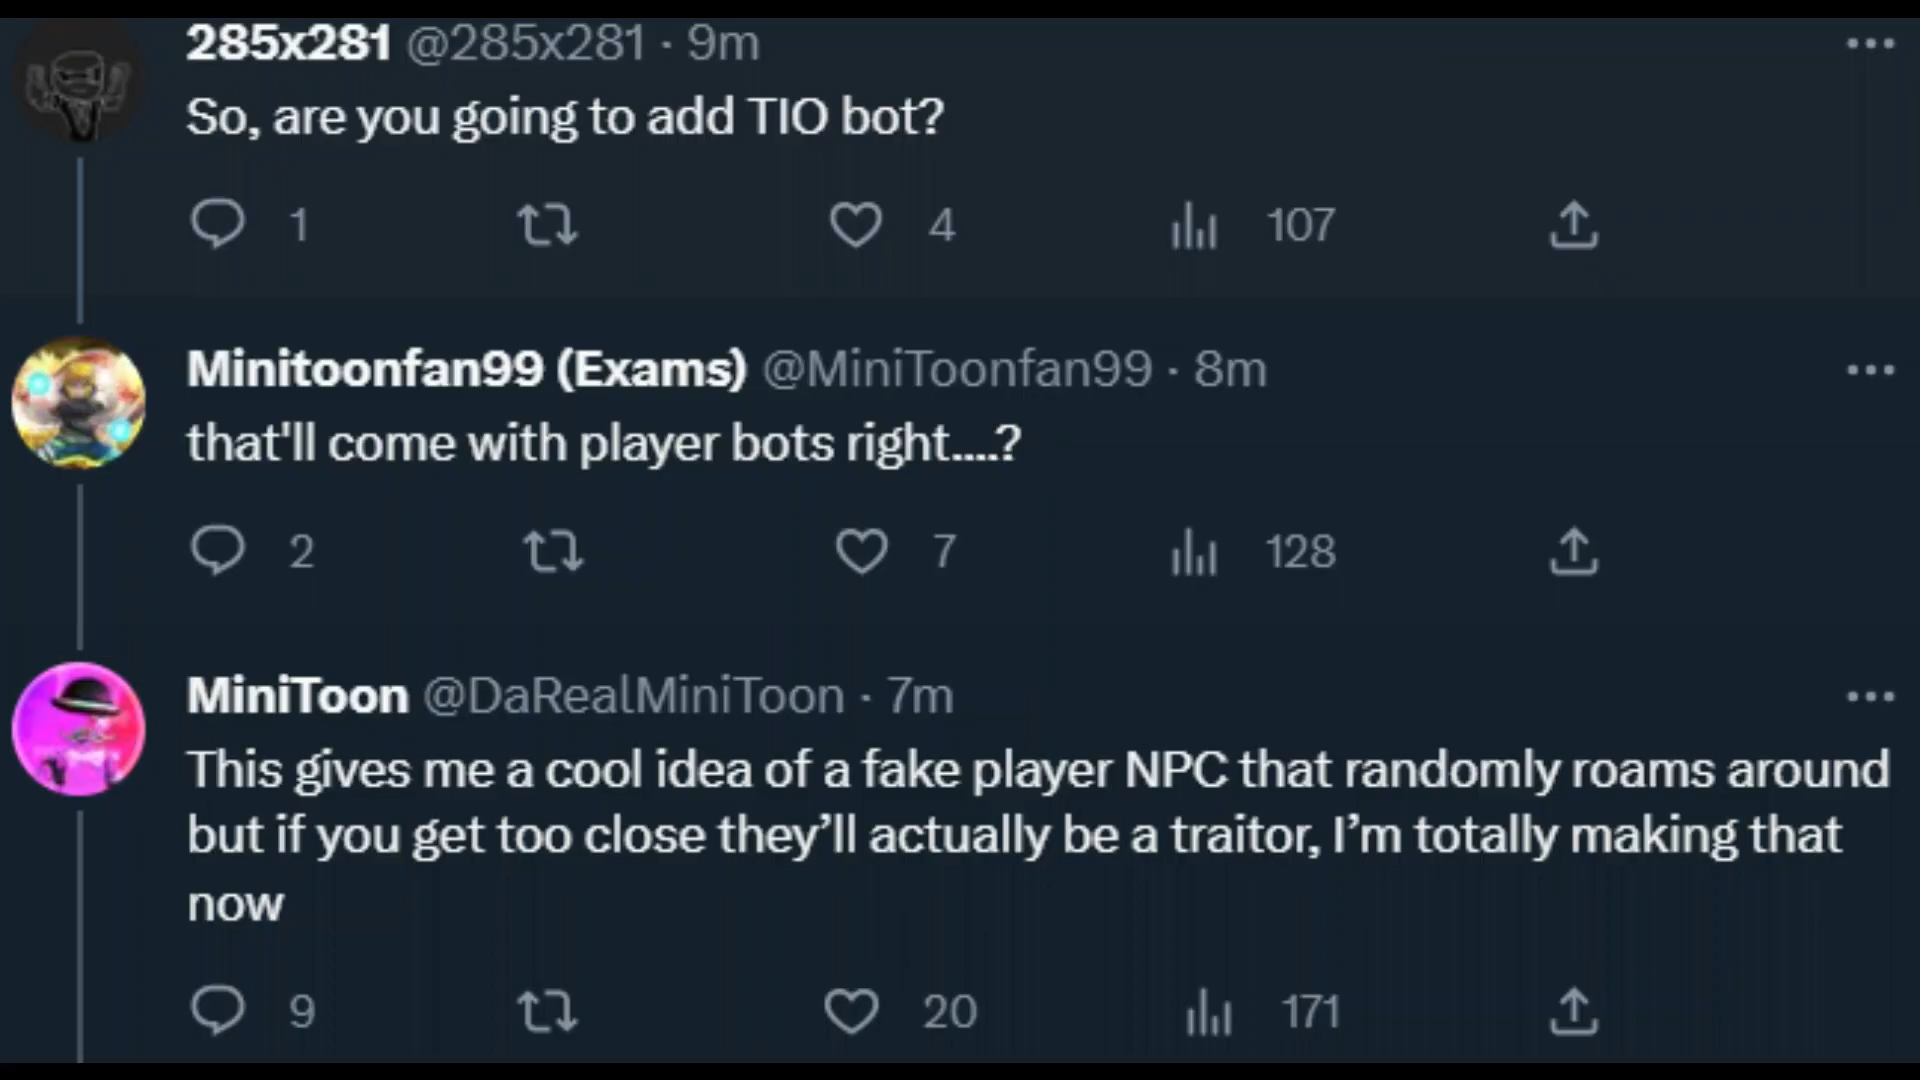 285x281 @285x281 · 9m
So, are you going to add TIO bot?
1 4 107
Minitoonfan99 (Exams) @MiniToonfan99 · 8m
that'll come with player bots right....?
2 7 128
MiniToon @DaRealMiniToon · 7m
This gives me a cool idea of a fake player NPC that randomly roams around
but if you get too close they’ll actually be a traitor, I’m totally making that
now
9 20 171